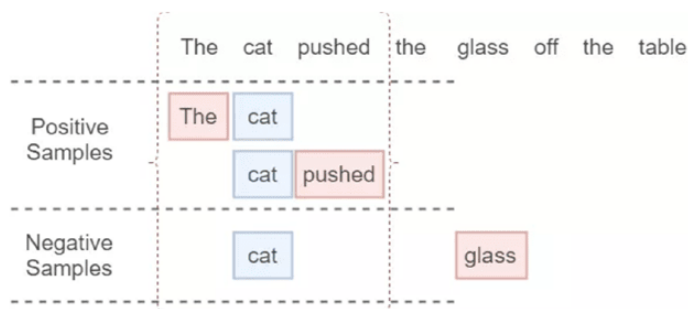 The cat pushed the glass off the table
Positive
Samples
The cat
cat pushed
Negative
Samples
cat glass